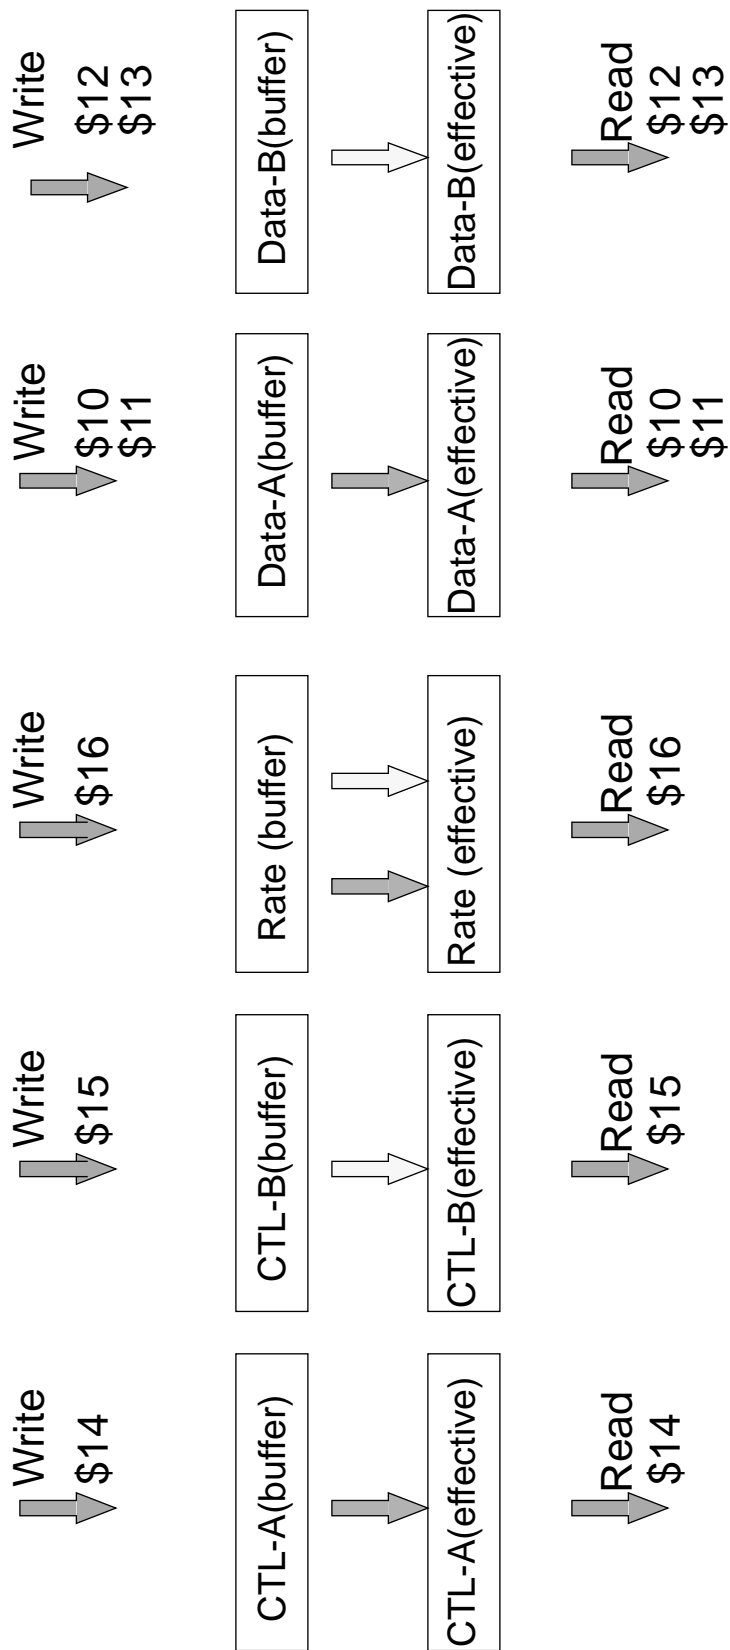 Write Write Write Write Write
$14 $15 $16 $10 $12
$11 $13
CTL-A(buffer) CTL-B(buffer) Rate (buffer) Data-A(buffer) Data-B(buffer)
CTL-A(effective) CTL-B(effective) Rate (effective) Data-A(effective) Data-B(effective)
Read Read Read Read Read
$14 $15 $16 $10 $12
$11 $13